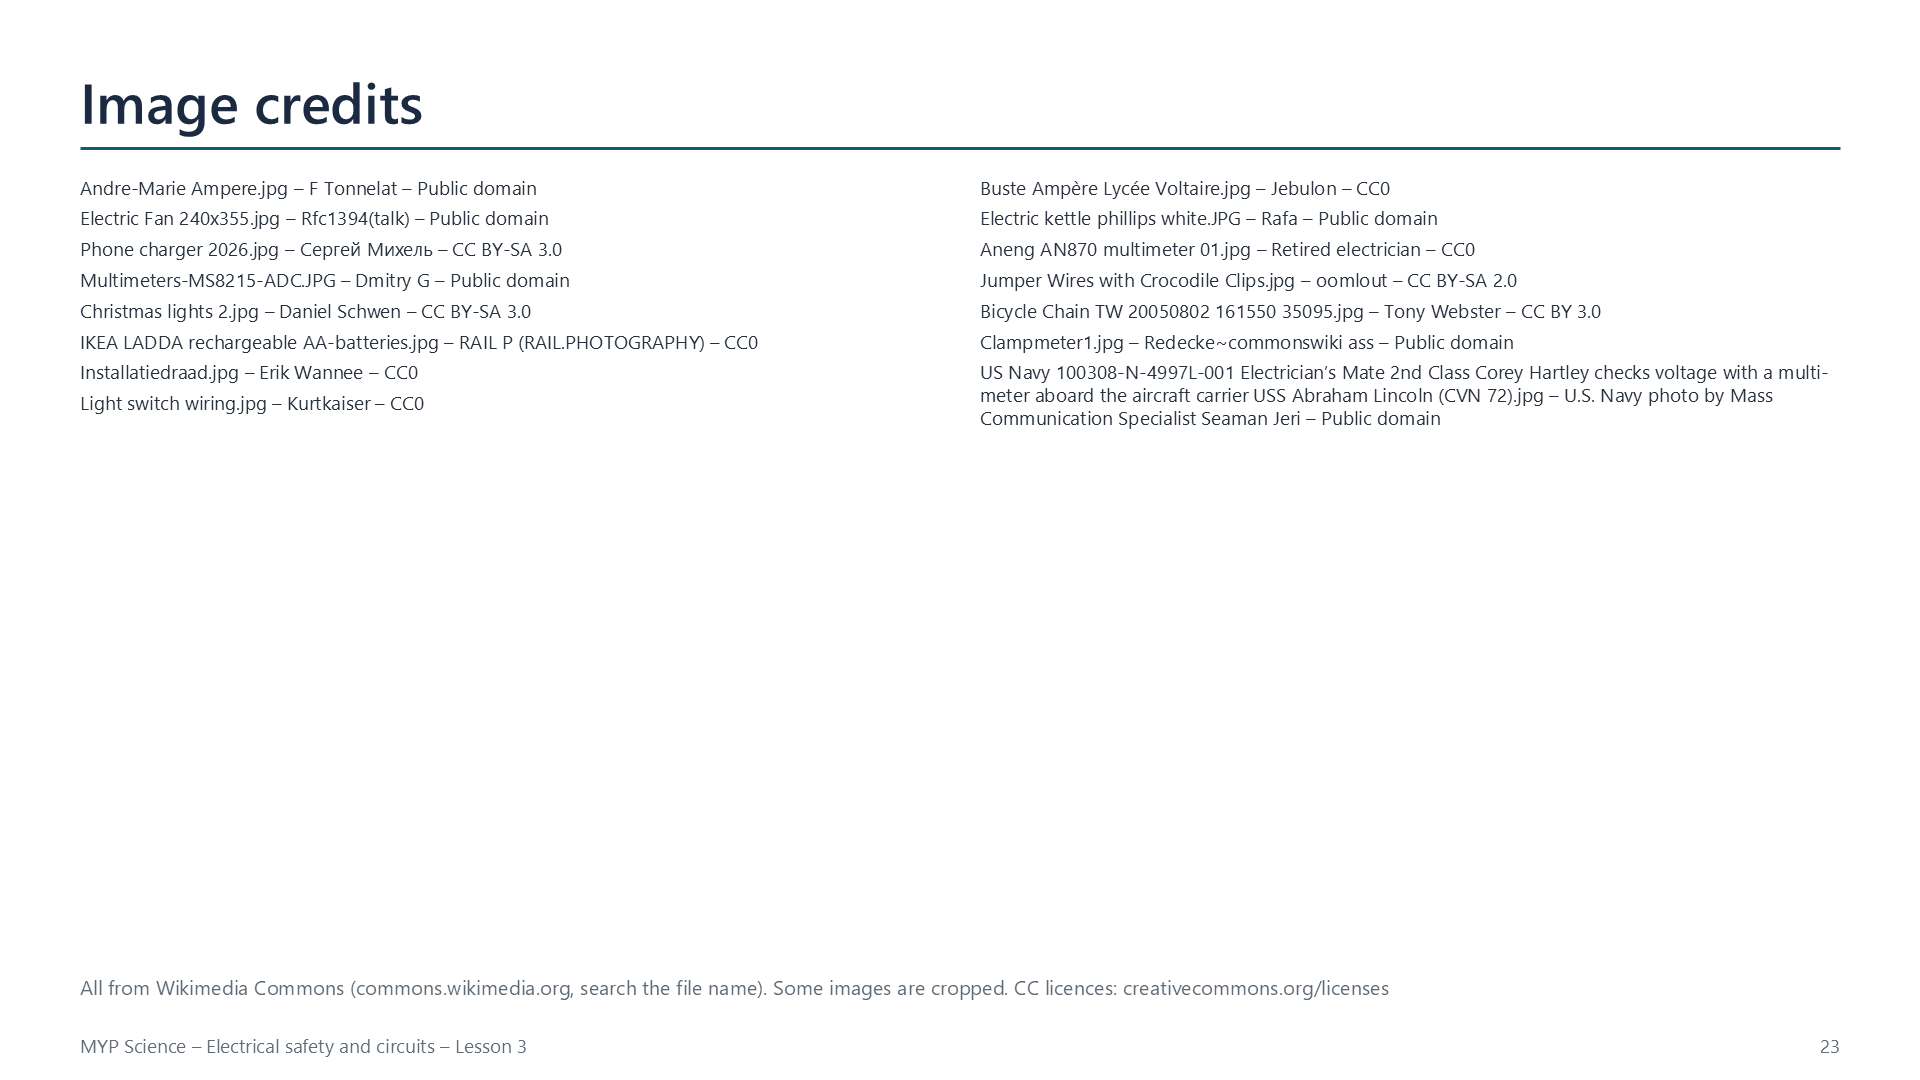 Image credits
Andre-Marie Ampere.jpg – F Tonnelat – Public domain
Electric Fan 240x355.jpg – Rfc1394(talk) – Public domain
Phone charger 2026.jpg – Сергей Михель – CC BY-SA 3.0
Multimeters-MS8215-ADC.JPG – Dmitry G – Public domain
Christmas lights 2.jpg – Daniel Schwen – CC BY-SA 3.0
IKEA LADDA rechargeable AA-batteries.jpg – RAIL P (RAIL.PHOTOGRAPHY) – CC0
Installatiedraad.jpg – Erik Wannee – CC0
Light switch wiring.jpg – Kurtkaiser – CC0
Buste Ampère Lycée Voltaire.jpg – Jebulon – CC0
Electric kettle phillips white.JPG – Rafa – Public domain
Aneng AN870 multimeter 01.jpg – Retired electrician – CC0
Jumper Wires with Crocodile Clips.jpg – oomlout – CC BY-SA 2.0
Bicycle Chain TW 20050802 161550 35095.jpg – Tony Webster – CC BY 3.0
Clampmeter1.jpg – Redecke~commonswiki ass – Public domain
US Navy 100308-N-4997L-001 Electrician’s Mate 2nd Class Corey Hartley checks voltage with a multi-
meter aboard the aircraft carrier USS Abraham Lincoln (CVN 72).jpg – U.S. Navy photo by Mass
Communication Specialist Seaman Jeri – Public domain
All from Wikimedia Commons (commons.wikimedia.org, search the file name). Some images are cropped. CC licences: creativecommons.org/licenses
MYP Science – Electrical safety and circuits – Lesson 3
23